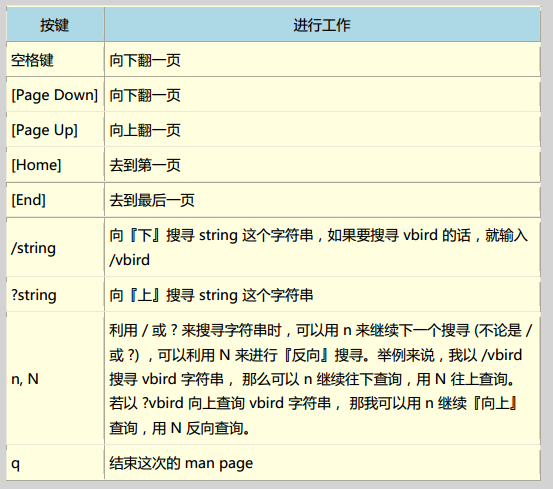 按键 进行工作
空格键 向下翻一页
[Page Down] 向下翻一页
[Page Up] 向上翻一页
[Home] 去到第一页
[End] 去到最后一页
/string 向『下』搜寻 string 这个字符串，如果要搜寻 vbird 的话，就输入
/vbird
?string 向『上』搜寻 string 这个字符串
n, N 利用 / 或 ? 来搜寻字符串时，可以用 n 来继续下一个搜寻 (不论是 /
或 ?) ，可以利用 N 来进行『反向』搜寻。举例来说，我以 /vbird
搜寻 vbird 字符串， 那么可以 n 继续往下查询，用 N 往上查询。
若以 ?vbird 向上查询 vbird 字符串， 那我可以用 n 继续『向上』
查询，用 N 反向查询。
q 结束这次的 man page